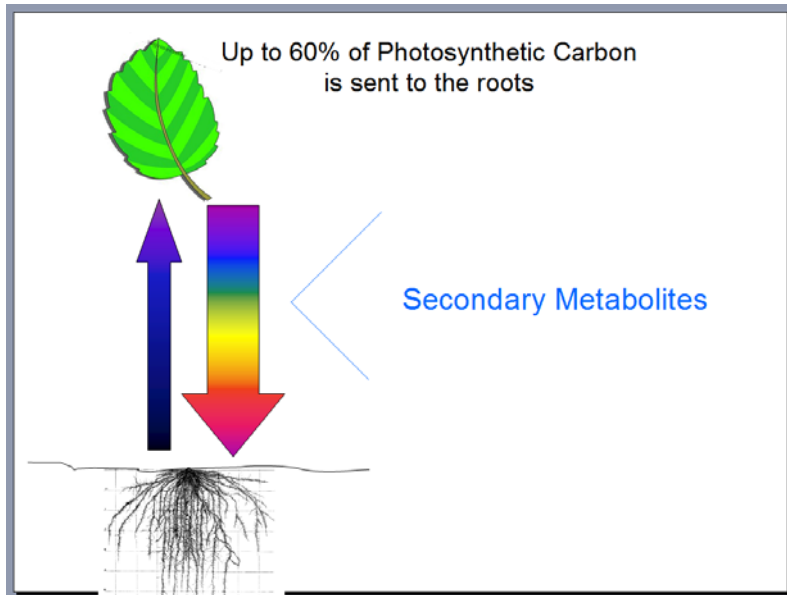 Up to 60% of Photosynthetic Carbon
is sent to the roots
Secondary Metabolites